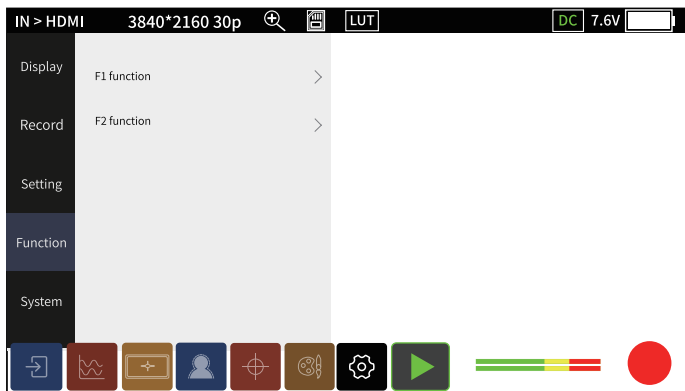 IN > HDMI 3840*2160 30p LUT DC 7.6V
Display
F1 function
Record
F2 function
Setting
Function
System